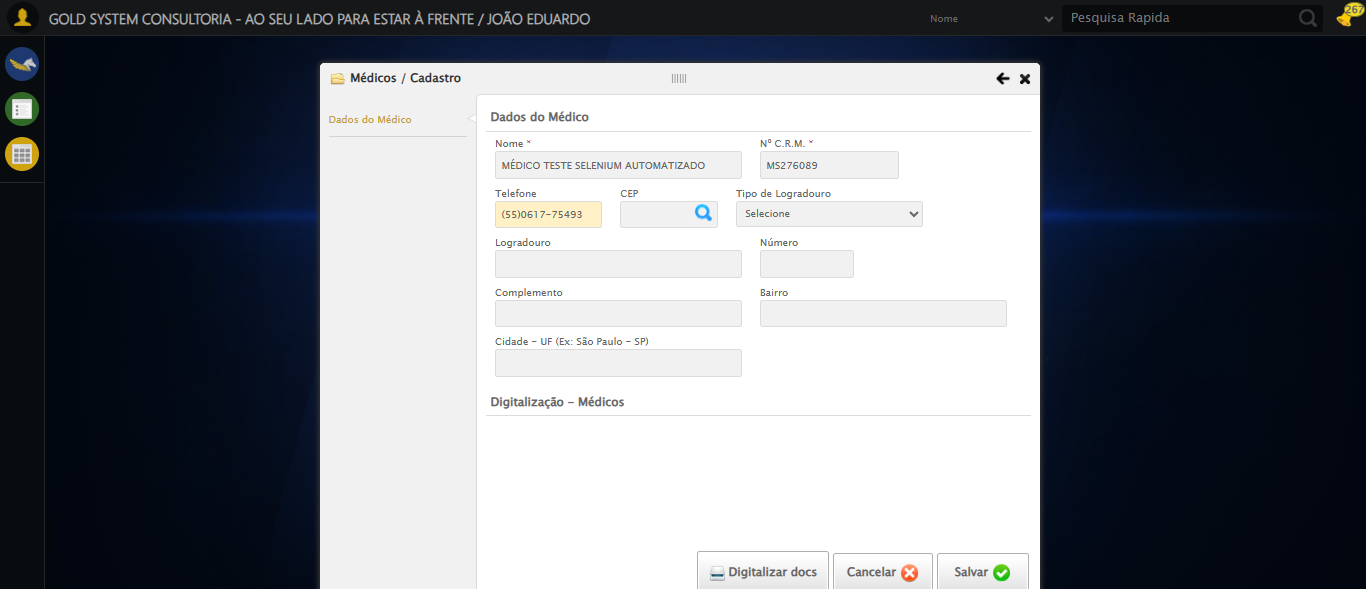 GOLD SYSTEM CONSULTORIA - AO SEU LADO PARA ESTAR À FRENTE / JOÃO EDUARDO
Nome
Pesquisa Rapida
267
Médicos / Cadastro
Dados do Médico
Dados do Médico
Nome *
Nº C.R.M. *
MÉDICO TESTE SELENIUM AUTOMATIZADO
MS276089
Telefone
CEP
Tipo de Logradouro
(55)0617-75493
Selecione
Logradouro
Número
Complemento
Bairro
Cidade - UF (Ex: São Paulo - SP)
Digitalização - Médicos
Digitalizar docs
Cancelar
Salvar